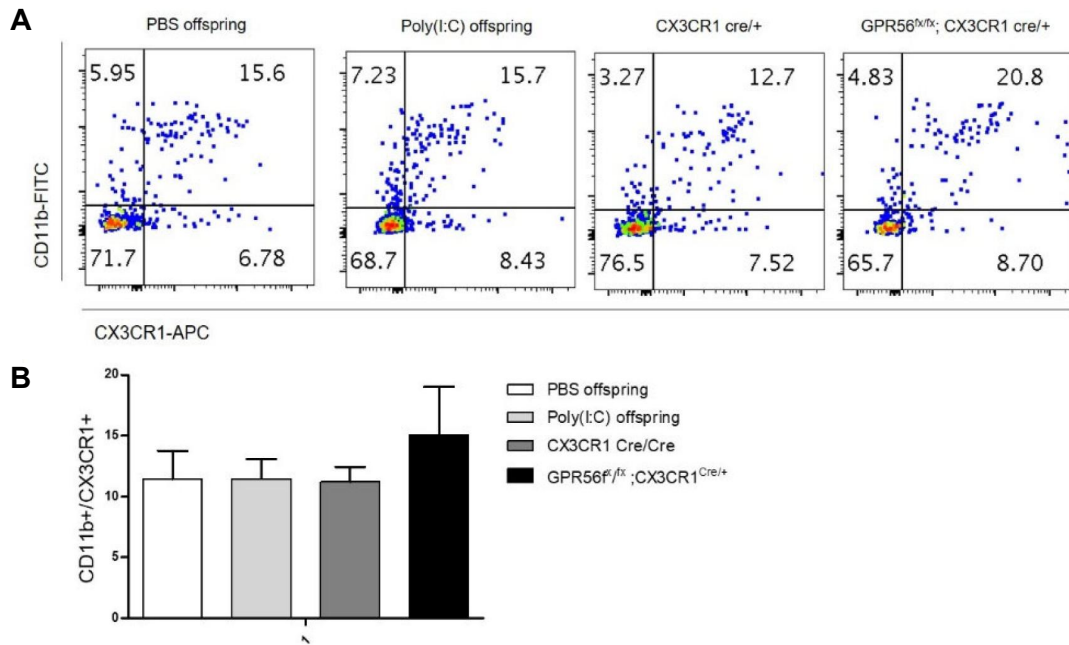 A
PBS offspring
Poly(I:C) offspring
CX3CR1 cre/+
GPR56fx/fx; CX3CR1 cre/+
5.95 15.6
7.23 15.7
3.27 12.7
4.83 20.8
CD11b-FITC
71.7 6.78
68.7 8.43
76.5 7.52
65.7 8.70
CX3CR1-APC
B
CD11b+/CX3CR1+
20
15
10
5
0
1
PBS offspring
Poly(I:C) offspring
CX3CR1 Cre/Cre
GPR56fx/fx ;CX3CR1Cre/+